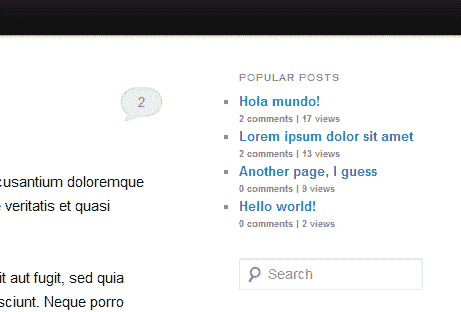 2
cusantium doloremque
veritatis et quasi
it aut fugit, sed quia
sciunt. Neque porro
POPULAR POSTS
Hola mundo!
2 comments | 17 views
Lorem ipsum dolor sit amet
2 comments | 13 views
Another page, I guess
0 comments | 9 views
Hello world!
0 comments | 2 views
Search